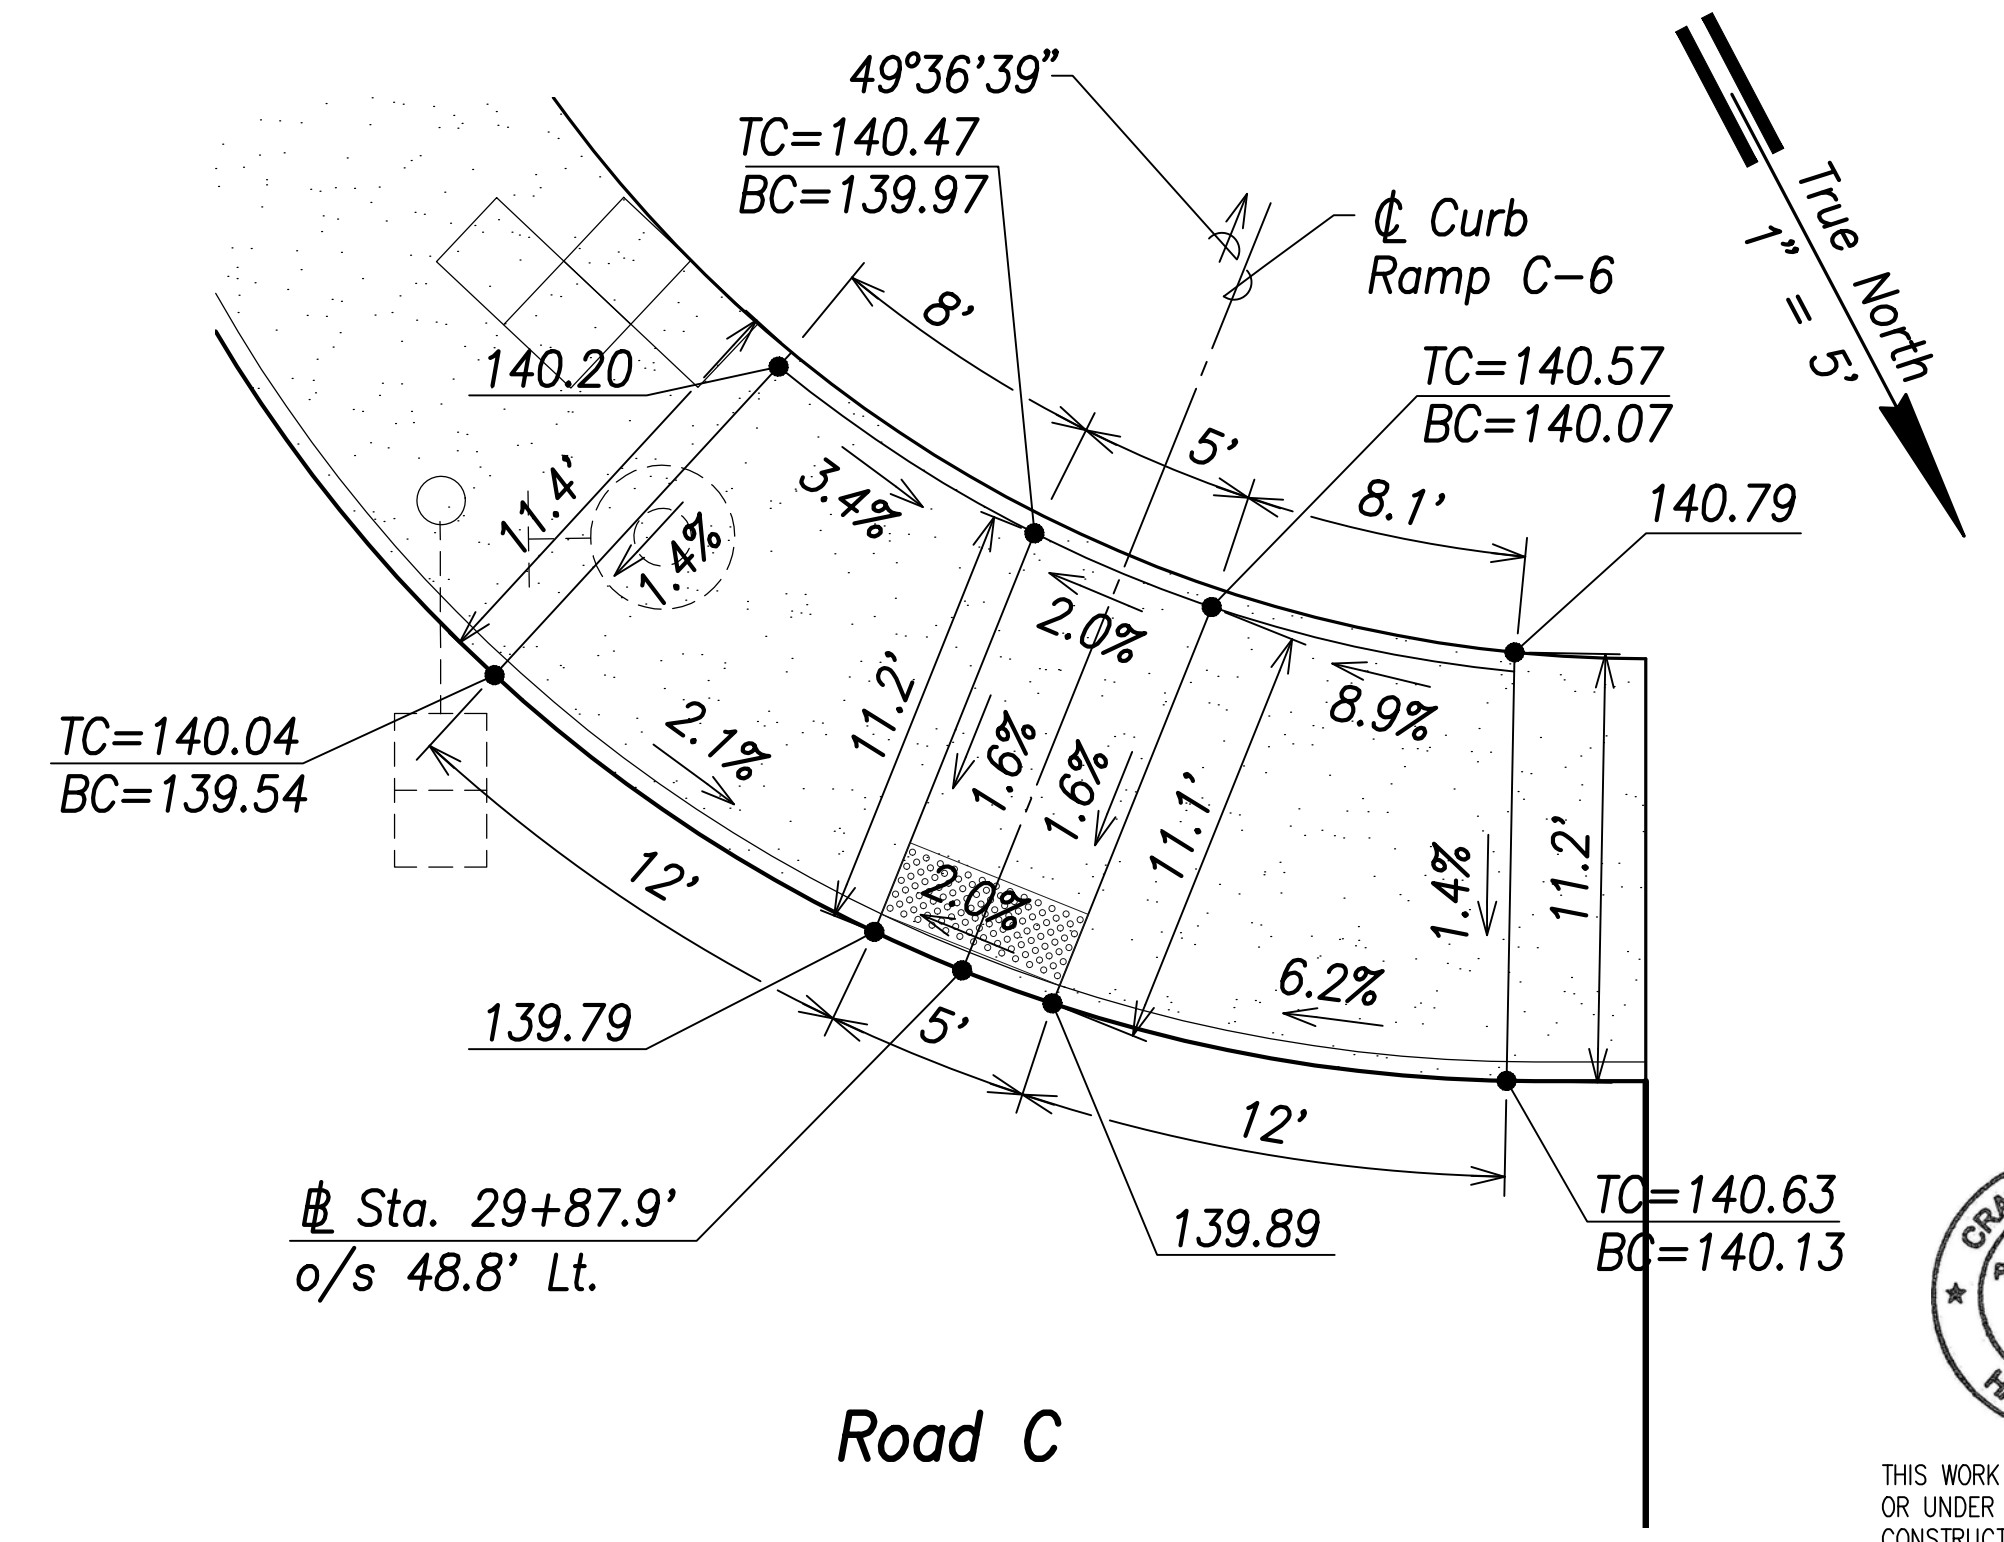 49°36'39"
TC=140.47
BC=139.97
℄ Curb
Ramp C-6
True North
1" = 5'
8'
140.20
TC=140.57
BC=140.07
5'
8.1'
140.79
3.4%
11.4'
1.4%
2.0%
11.2'
8.9%
2.1%
1.6%
1.6%
11.1'
TC=140.04
BC=139.54
1.4%
11.2'
12'
2.0%
6.2%
139.79
5'
12'
B Sta. 29+87.9'
o/s 48.8' Lt.
139.89
TC=140.63
BC=140.13
Road C
THIS WORK
OR UNDER